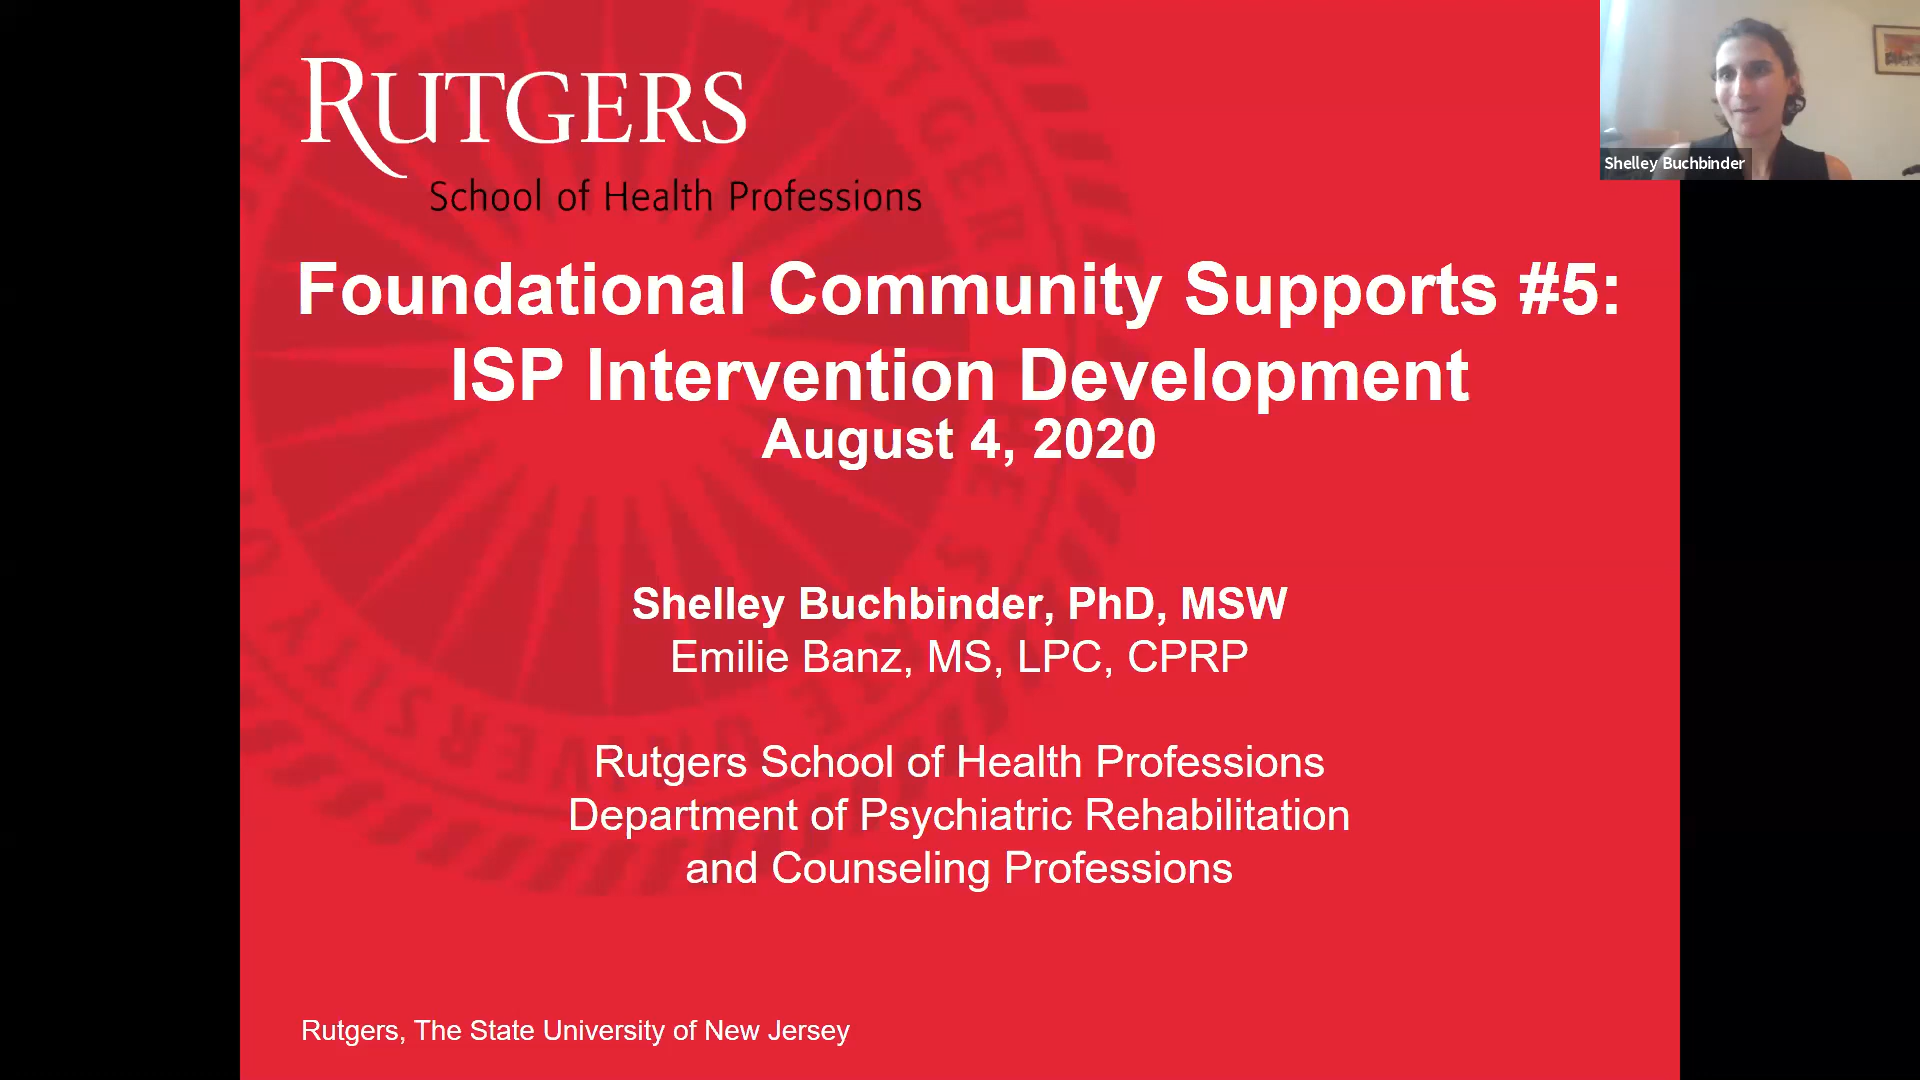 RUTGERS
School of Health Professions
Shelley Buchbinder
Foundational Community Supports #5:
ISP Intervention Development
August 4, 2020
Shelley Buchbinder, PhD, MSW
Emilie Banz, MS, LPC, CPRP
Rutgers School of Health Professions
Department of Psychiatric Rehabilitation
and Counseling Professions
Rutgers, The State University of New Jersey